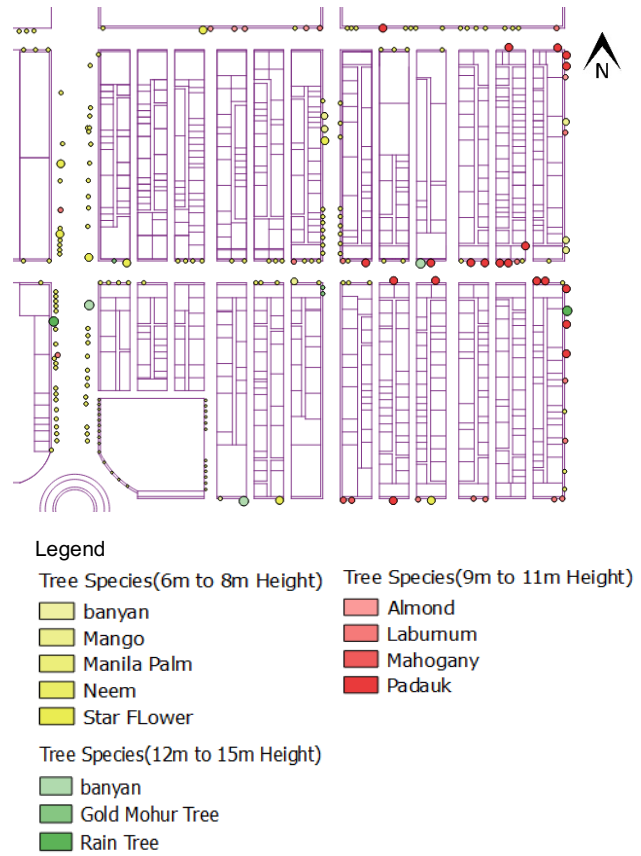 N
Legend
Tree Species(6m to 8m Height)
banyan
Mango
Manila Palm
Neem
Star FLower
Tree Species(9m to 11m Height)
Almond
Laburnum
Mahogany
Padauk
Tree Species(12m to 15m Height)
banyan
Gold Mohur Tree
Rain Tree